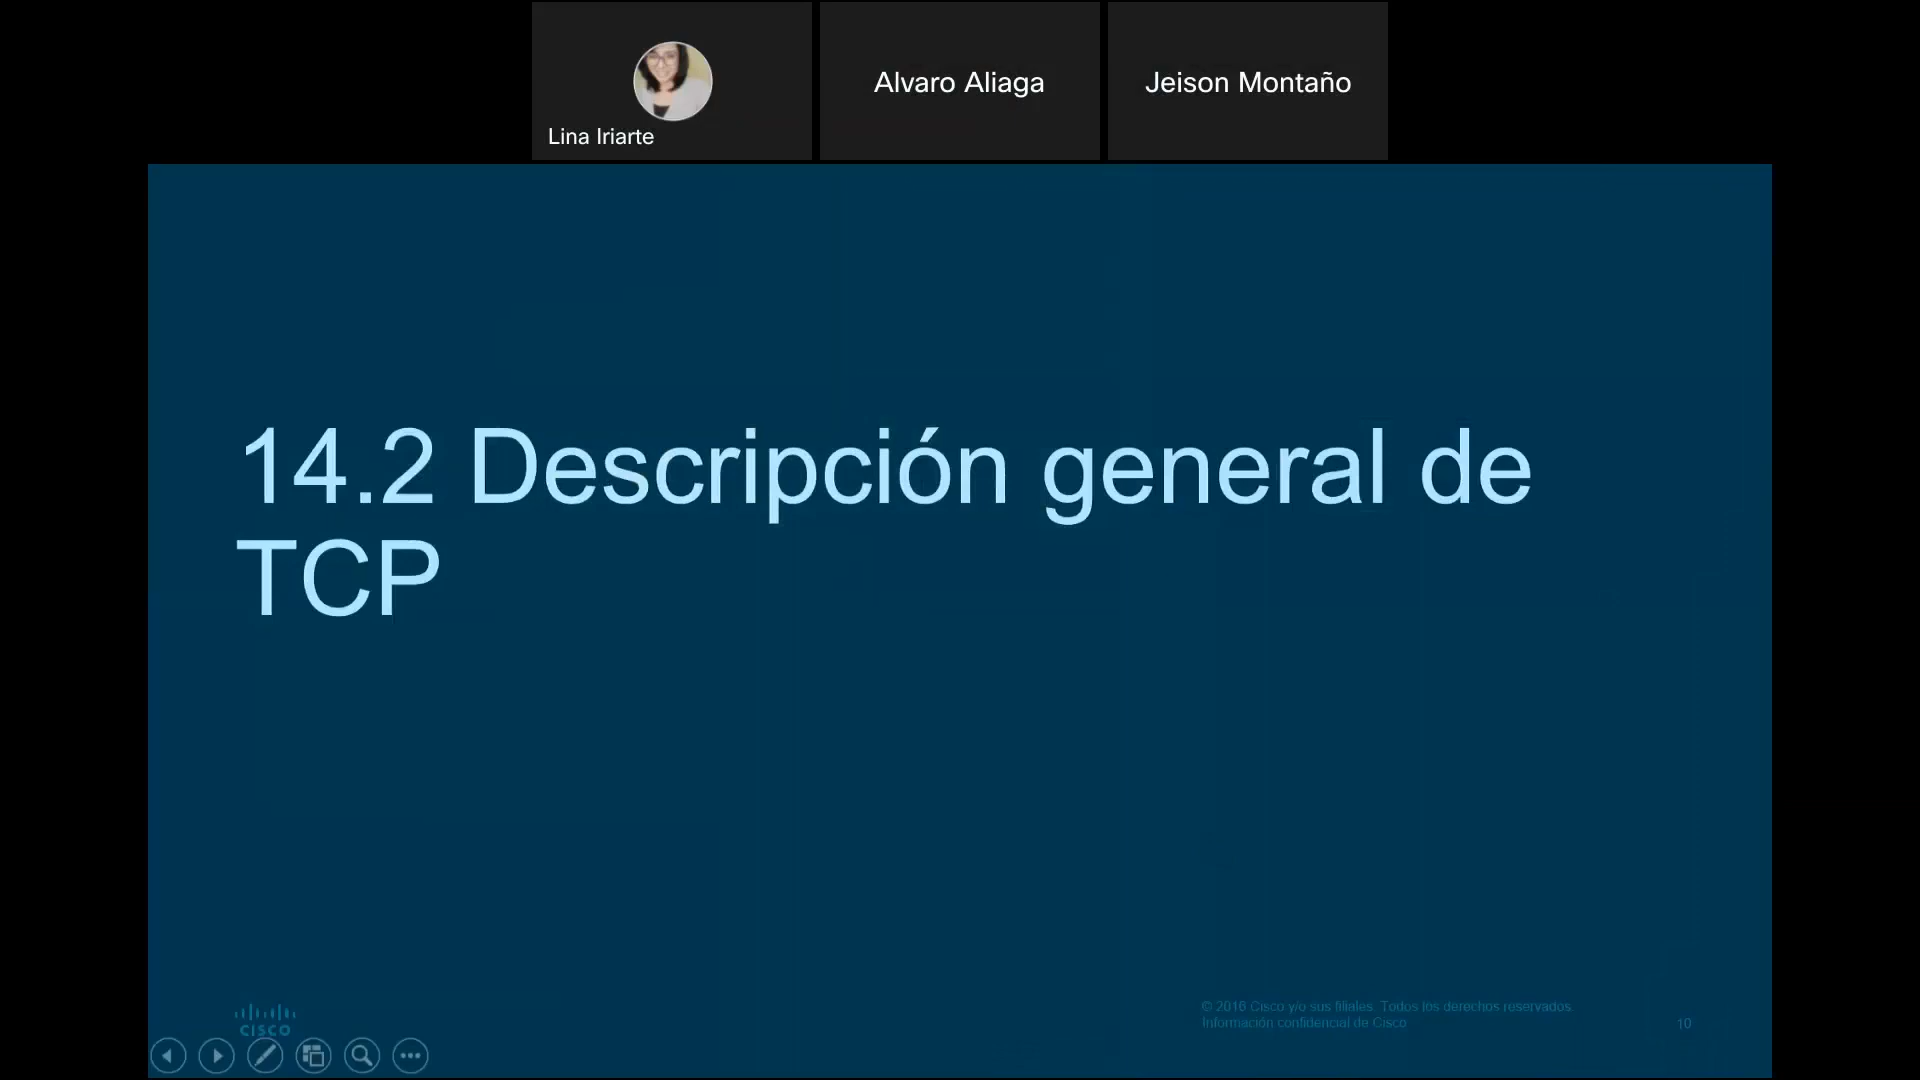 Lina Iriarte
Alvaro Aliaga
Jeison Montaño
14.2 Descripción general de
TCP
CISCO
© 2016 Cisco y/o sus filiales. Todos los derechos reservados.
Información confidencial de Cisco
10